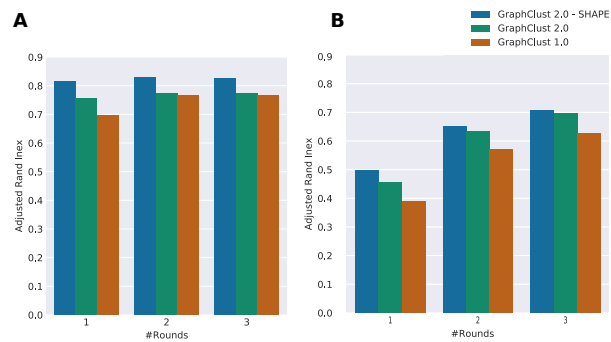 A
B
GraphClust 2.0 - SHAPE
GraphClust 2.0
GraphClust 1.0
0.9
0.8
0.7
0.6
0.5
0.4
0.3
0.2
0.1
0.0
Adjusted Rand Inex
1 2 3
#Rounds
0.9
0.8
0.7
0.6
0.5
0.4
0.3
0.2
0.1
0.0
Adjusted Rand Inex
1 2 3
#Rounds